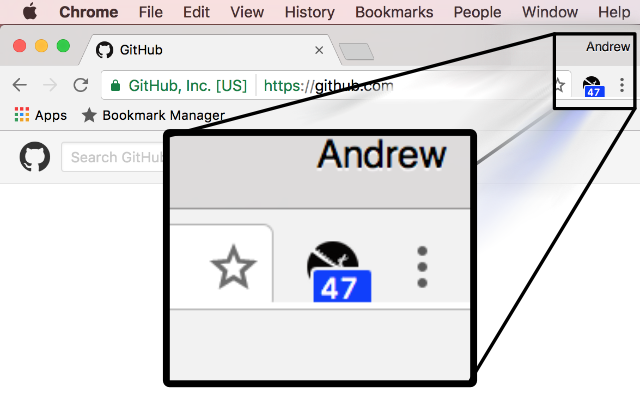 Chrome File Edit View History Bookmarks People Window Help
GitHub
Andrew
GitHub, Inc. [US] https://github.com
47
Apps Bookmark Manager
Search GitHub
Andrew
47